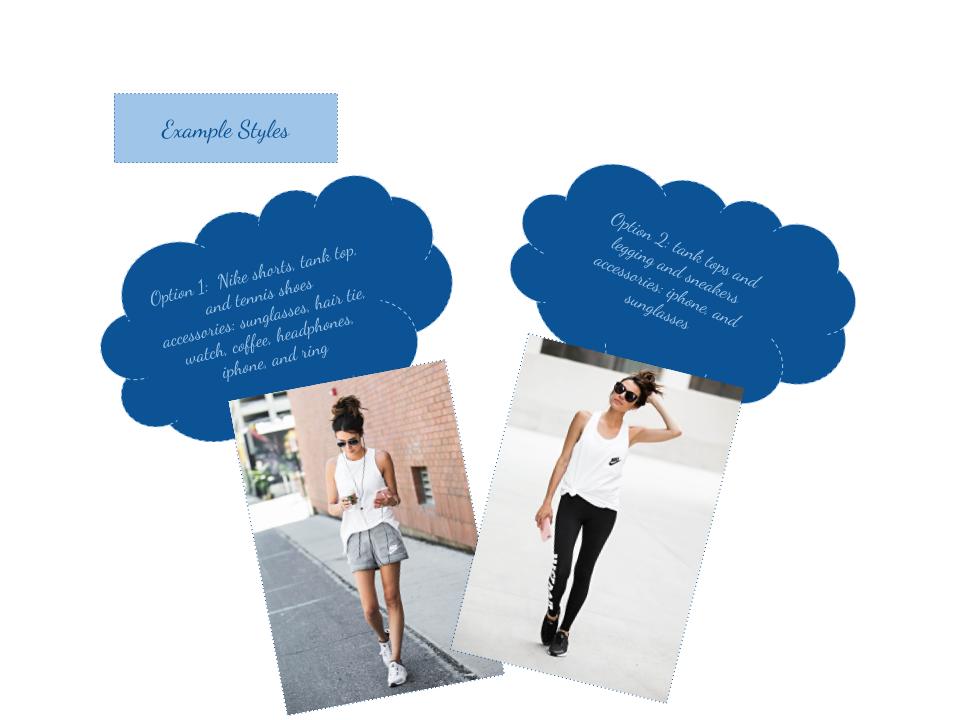 Example Styles
Option 1: Nike shorts, tank top,
and tennis shoes
accessories: sunglasses, hair tie,
watch, coffee, headphones,
iphone, and ring
Option 2: tank tops and
legging and sneakers
accessories: iphone, and
sunglasses